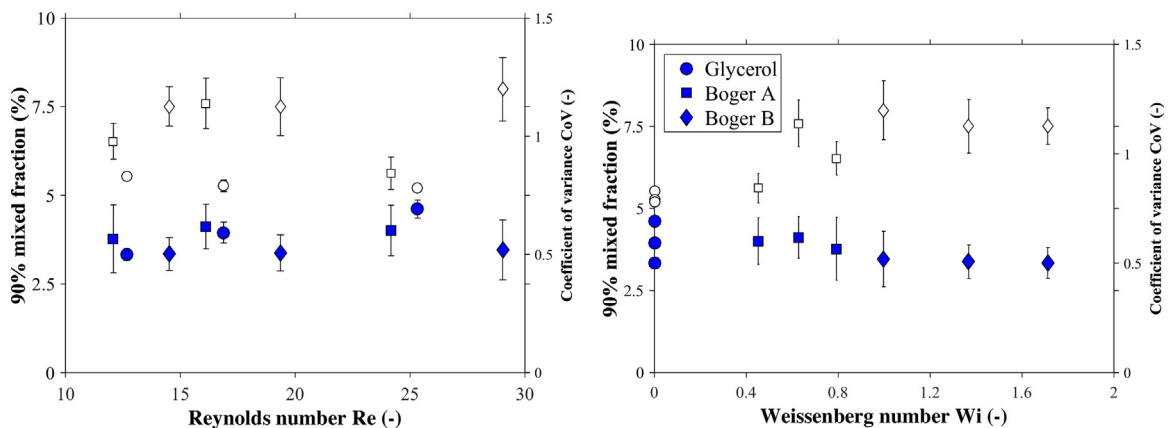 10
7.5
5
2.5
0
90% mixed fraction (%)
1.5
1
0.5
0
Coefficient of variance CoV (-)
10 15 20 25 30
Reynolds number Re (-)
10
7.5
5
2.5
0
90% mixed fraction (%)
Glycerol
Boger A
Boger B
1.5
1
0.5
0
Coefficient of variance CoV (-)
0 0.4 0.8 1.2 1.6 2
Weissenberg number Wi (-)